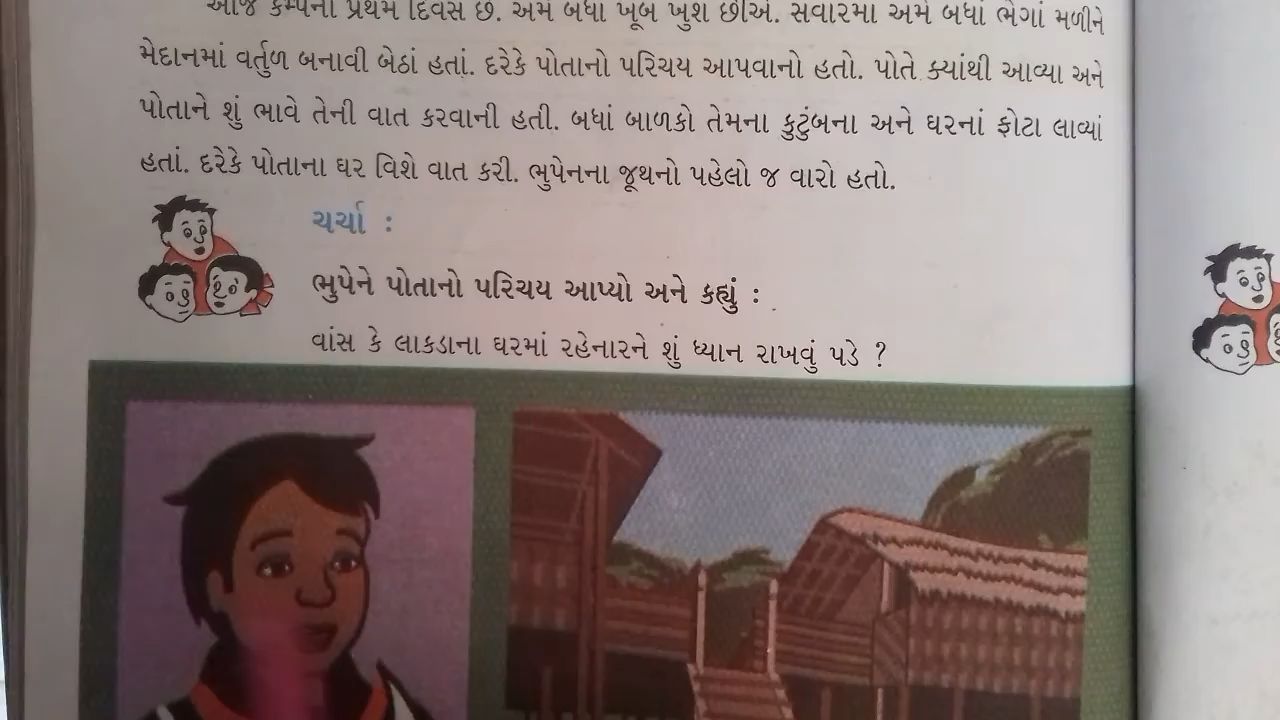 આજ કેમ્પનો પ્રથમ દિવસ છે. અમે બધાં ખૂબ ખુશ છીએ. સવારમાં અમે બધાં ભેગાં મળીને
મેદાનમાં વર્તુળ બનાવી બેઠાં હતાં. દરેકે પોતાનો પરિચય આપવાનો હતો. પોતે ક્યાંથી આવ્યા અને
પોતાને શું ભાવે તેની વાત કરવાની હતી. બધાં બાળકો તેમના કુટુંબના અને ઘરનાં ફોટા લાવ્યાં
હતાં. દરેકે પોતાના ઘર વિશે વાત કરી. ભુપેનના જૂથનો પહેલો જ વારો હતો.
ચર્ચા :
ભુપેને પોતાનો પરિચય આપ્યો અને કહ્યું :
વાંસ કે લાકડાના ઘરમાં રહેનારને શું ધ્યાન રાખવું પડે ?